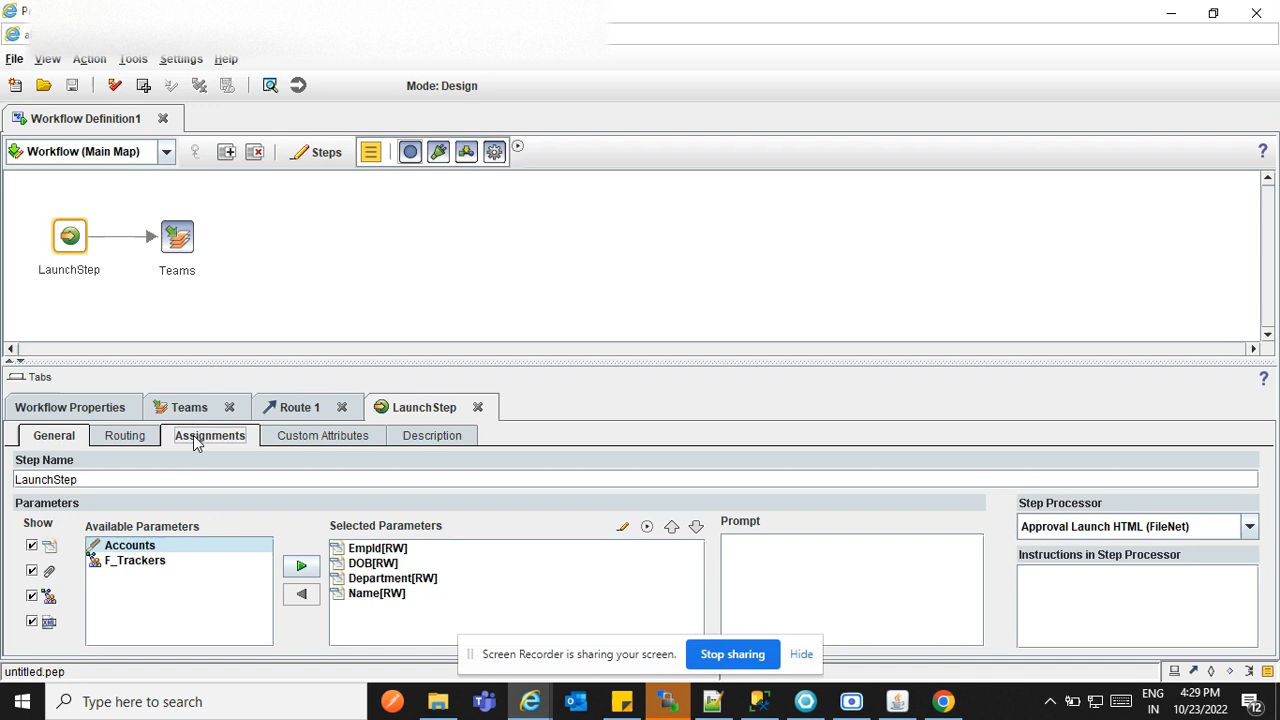 P
a
File View Action Tools Settings Help
Mode: Design
Workflow Definition1
Workflow (Main Map) Steps
LaunchStep Teams
Tabs
Workflow Properties Teams Route 1 LaunchStep
General Routing Assignments Custom Attributes Description
Step Name
LaunchStep
Parameters Step Processor
Show Available Parameters Selected Parameters Prompt
Approval Launch HTML (FileNet)
Accounts EmpId[RW]
F_Trackers DOB[RW] Instructions in Step Processor
Department[RW]
Name[RW]
XML
Screen Recorder is sharing your screen. Stop sharing Hide
untitled.pep
Type here to search
ENG 4:29 PM
IN 10/23/2022 12